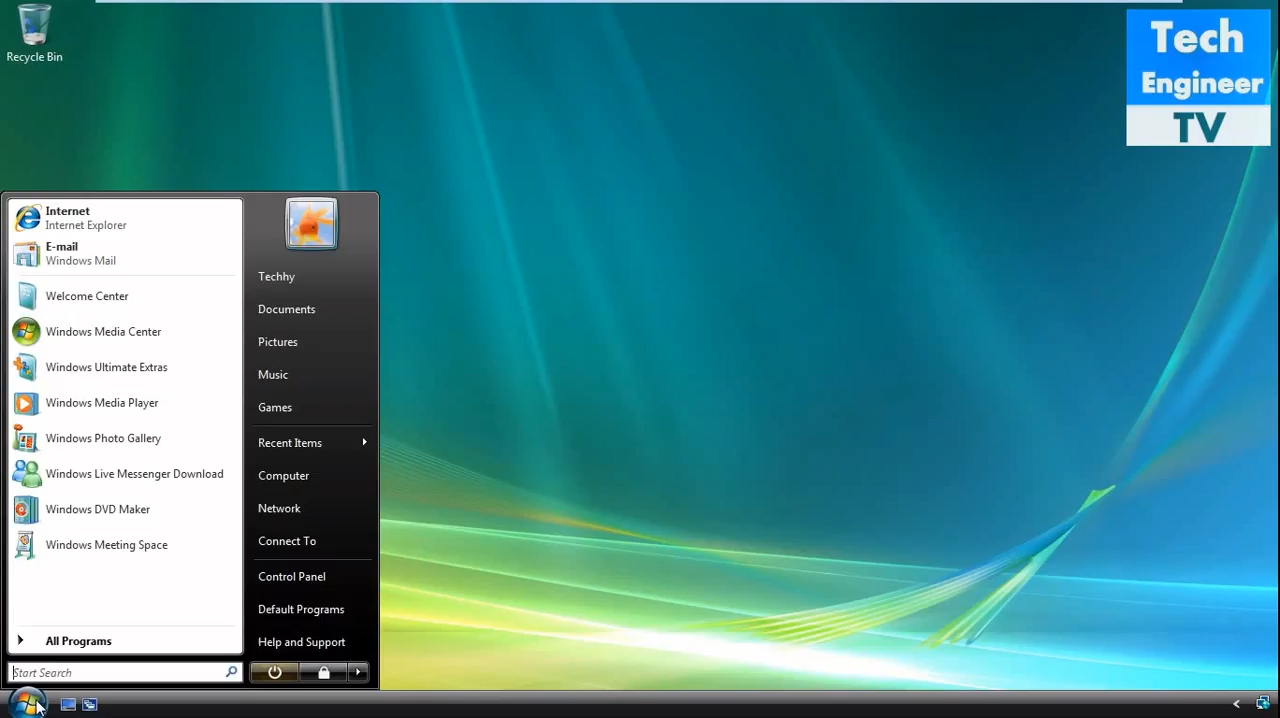 Recycle Bin
Tech
Engineer
TV
Internet
Internet Explorer
E-mail
Windows Mail
Welcome Center
Windows Media Center
Windows Ultimate Extras
Windows Media Player
Windows Photo Gallery
Windows Live Messenger Download
Windows DVD Maker
Windows Meeting Space
All Programs
Start Search
Techhy
Documents
Pictures
Music
Games
Recent Items
Computer
Network
Connect To
Control Panel
Default Programs
Help and Support